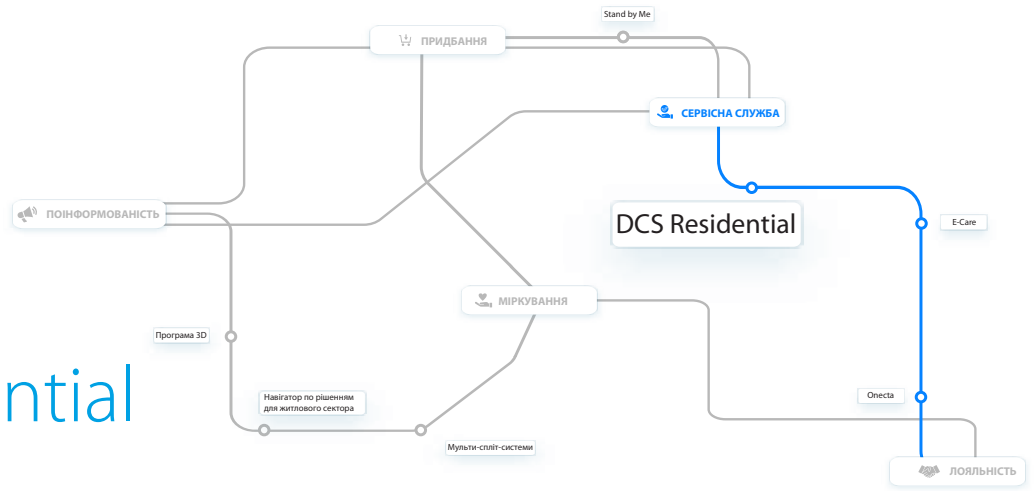 Stand by Me
ПРИДБАННЯ
СЕРВІСНА СЛУЖБА
ПОІНФОРМОВАНІСТЬ
DCS Residential
E-Care
МІРКУВАННЯ
Програма 3D
ntial
Навігатор по рішенням
для житлового сектора
Onecta
Мульти-спліт-системи
ЛОЯЛЬНІСТЬ